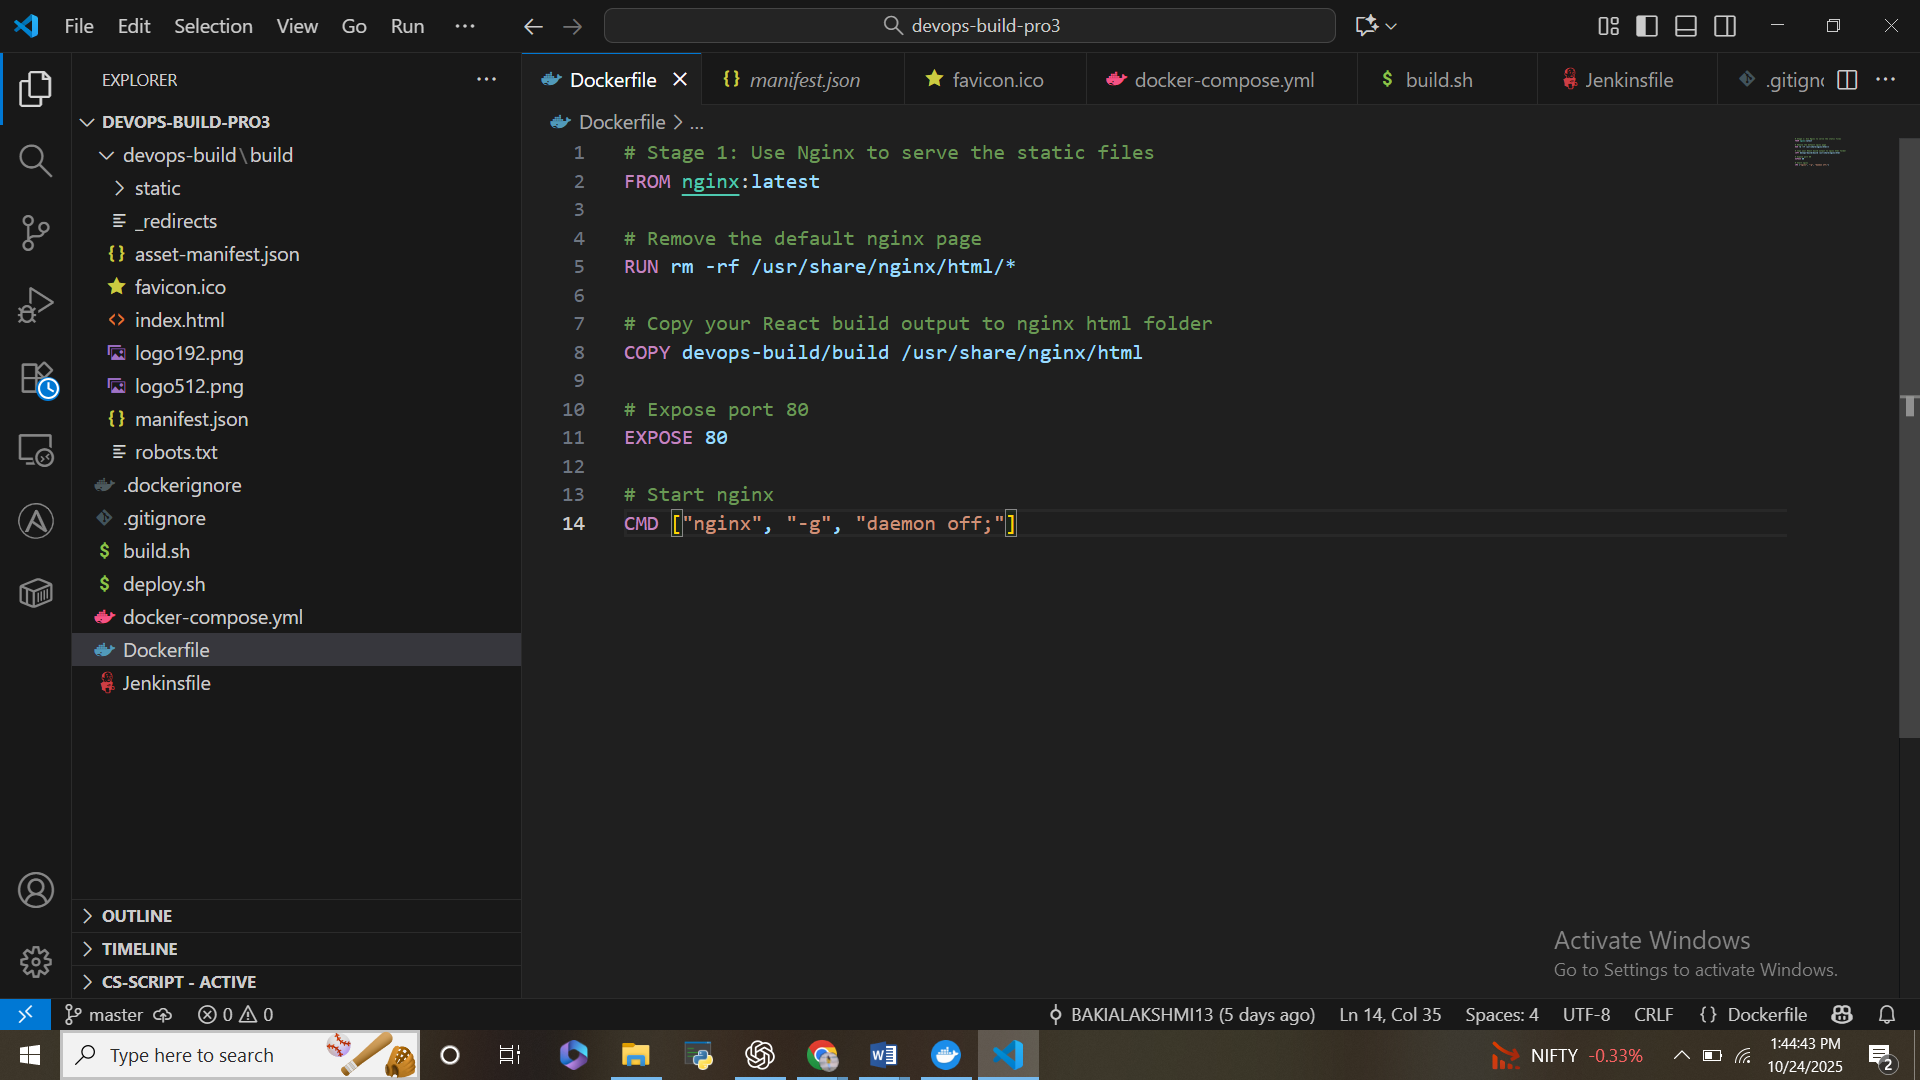 File Edit Selection View Go Run ... devops-build-pro3
EXPLORER
DEVOPS-BUILD-PRO3
devops-build\build
static
_redirects
asset-manifest.json
favicon.ico
index.html
logo192.png
logo512.png
manifest.json
robots.txt
.dockerignore
.gitignore
build.sh
deploy.sh
docker-compose.yml
Dockerfile
Jenkinsfile
OUTLINE
TIMELINE
CS-SCRIPT - ACTIVE
Dockerfile manifest.json favicon.ico docker-compose.yml build.sh Jenkinsfile .gitign
Dockerfile > ...
1 # Stage 1: Use Nginx to serve the static files
2 FROM nginx:latest
3
4 # Remove the default nginx page
5 RUN rm -rf /usr/share/nginx/html/*
6
7 # Copy your React build output to nginx html folder
8 COPY devops-build/build /usr/share/nginx/html
9
10 # Expose port 80
11 EXPOSE 80
12
13 # Start nginx
14 CMD ["nginx", "-g", "daemon off;"]
Activate Windows
Go to Settings to activate Windows.
master 0 0 BAKIALAKSHMI13 (5 days ago) Ln 14, Col 35 Spaces: 4 UTF-8 CRLF {} Dockerfile
Type here to search NIFTY -0.33% 1:44:43 PM
10/24/2025 2